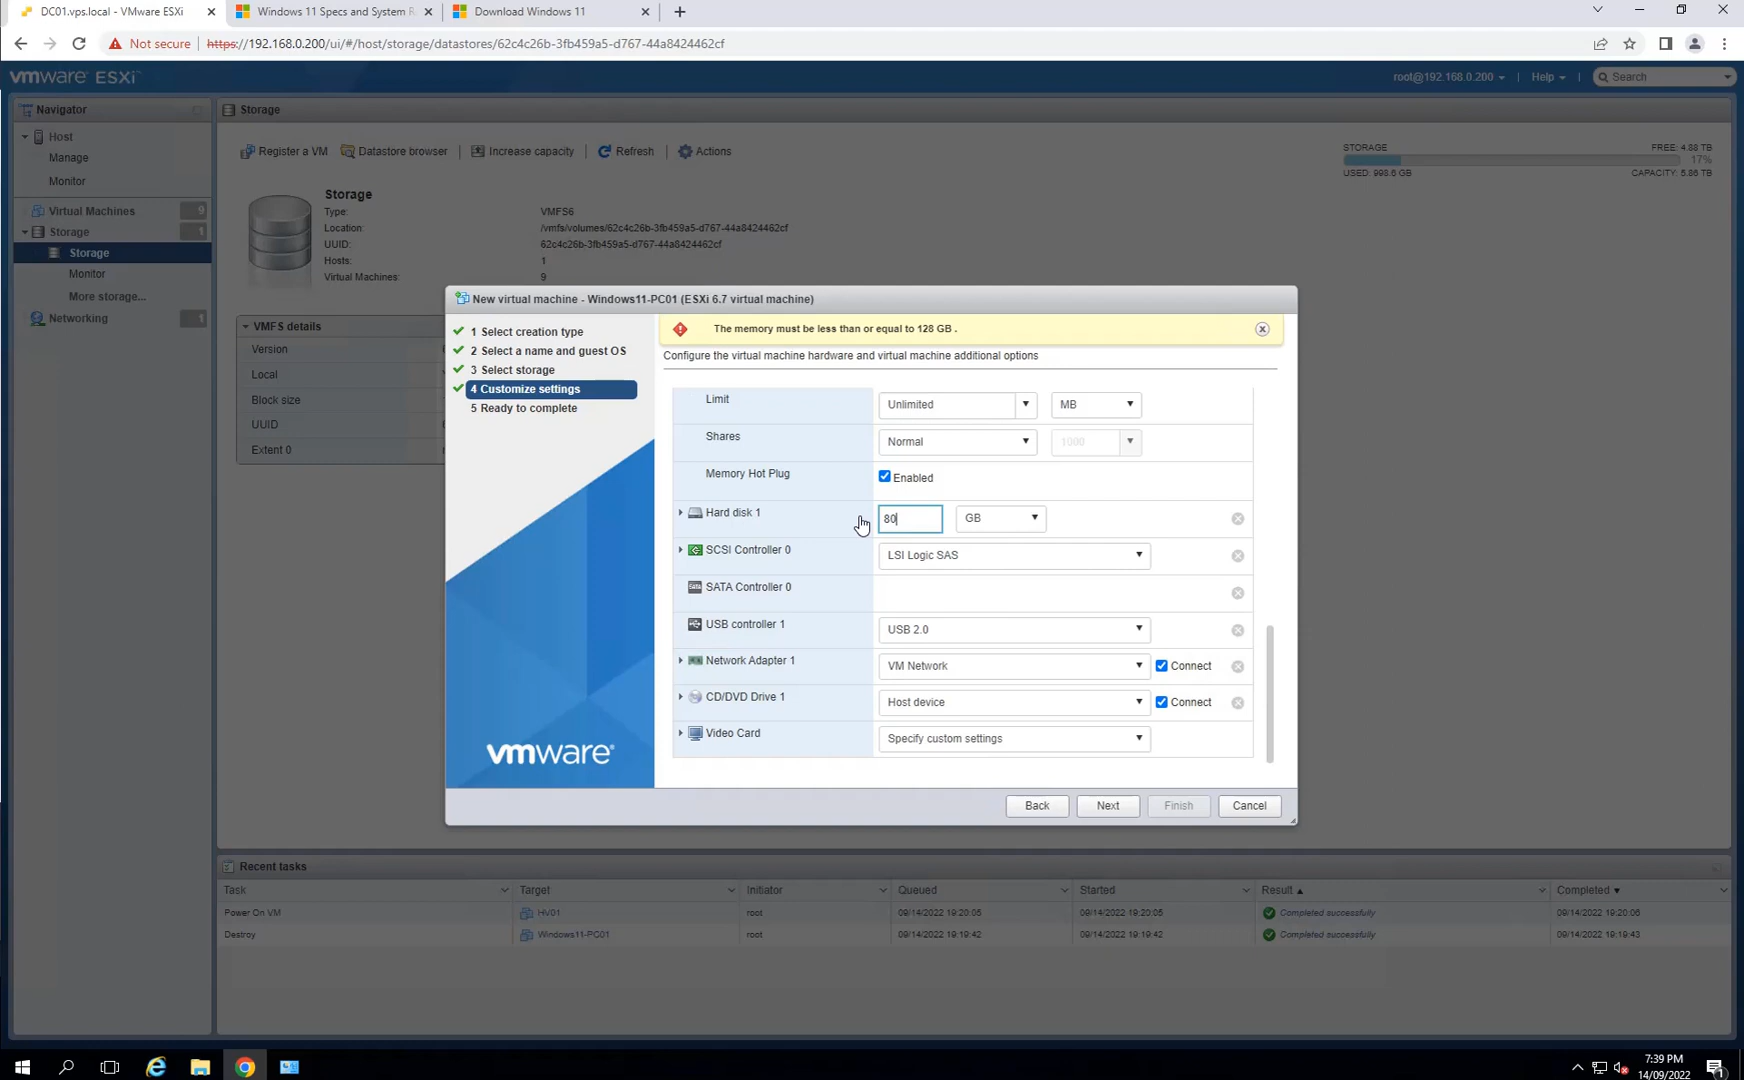 DC01.vps.local - VMware ESXi
Windows 11 Specs and System R
Download Windows 11
Not secure
https://192.168.0.200/ui/#/host/storage/datastores/62c4c26b-3fb459a5-d767-44a8424462cf
vmware ESXi™
root@192.168.0.200
Help
Search
Navigator
Host
Manage
Monitor
Virtual Machines
9
Storage
1
Storage
Monitor
More storage...
Networking
1
Storage
Register a VM
Datastore browser
Increase capacity
Refresh
Actions
STORAGE
FREE: 4.88 TB
17%
USED: 998.6 GB
CAPACITY: 5.86 TB
Storage
Type:
VMFS6
Location:
/vmfs/volumes/62c4c26b-3fb459a5-d767-44a8424462cf
UUID:
62c4c26b-3fb459a5-d767-44a8424462cf
Hosts:
1
Virtual Machines:
9
VMFS details
Version
Local
Block size
UUID
Extent 0
New virtual machine - Windows11-PC01 (ESXi 6.7 virtual machine)
1 Select creation type
2 Select a name and guest OS
3 Select storage
4 Customize settings
5 Ready to complete
vmware®
The memory must be less than or equal to 128 GB .
Configure the virtual machine hardware and virtual machine additional options
Limit
Unlimited
MB
Shares
Normal
1000
Memory Hot Plug
Enabled
Hard disk 1
80
GB
SCSI Controller 0
LSI Logic SAS
SATA Controller 0
USB controller 1
USB 2.0
Network Adapter 1
VM Network
Connect
CD/DVD Drive 1
Host device
Connect
Video Card
Specify custom settings
Back
Next
Finish
Cancel
Recent tasks
Task
Target
Initiator
Queued
Started
Result
Completed
Power On VM
HV01
root
09/14/2022 19:20:05
09/14/2022 19:20:05
Completed successfully
09/14/2022 19:20:06
Destroy
Windows11-PC01
root
09/14/2022 19:19:42
09/14/2022 19:19:42
Completed successfully
09/14/2022 19:19:43
7:39 PM
14/09/2022
1